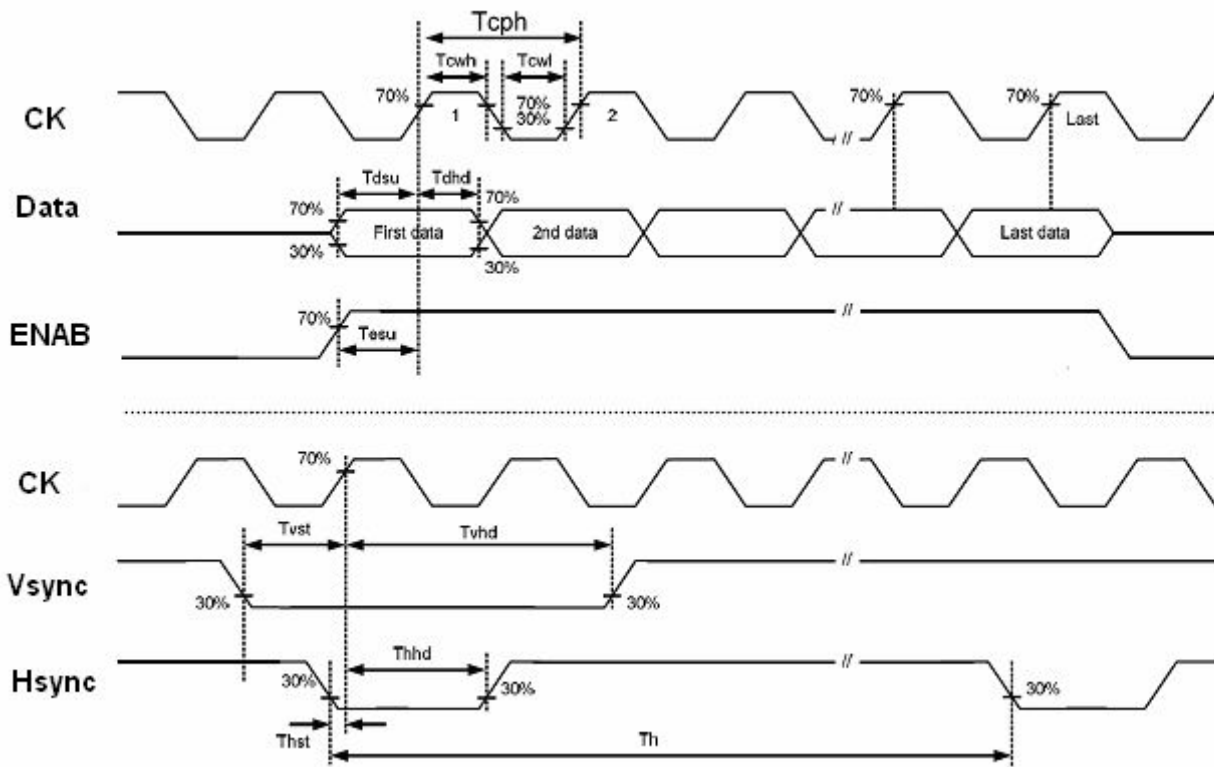 Tcph
Tcwh Tcwl
CK 70% 1 70% 30% 2 // 70% 70% Last
Tdsu Tdhd
Data 70% 70% //
First data 2nd data Last data
30% 30%
ENAB 70% //
Tesu
CK 70% //
Tvst Tvhd
Vsync //
30% 30%
Thhd
Hsync 30% 30% // 30%
Thst Th